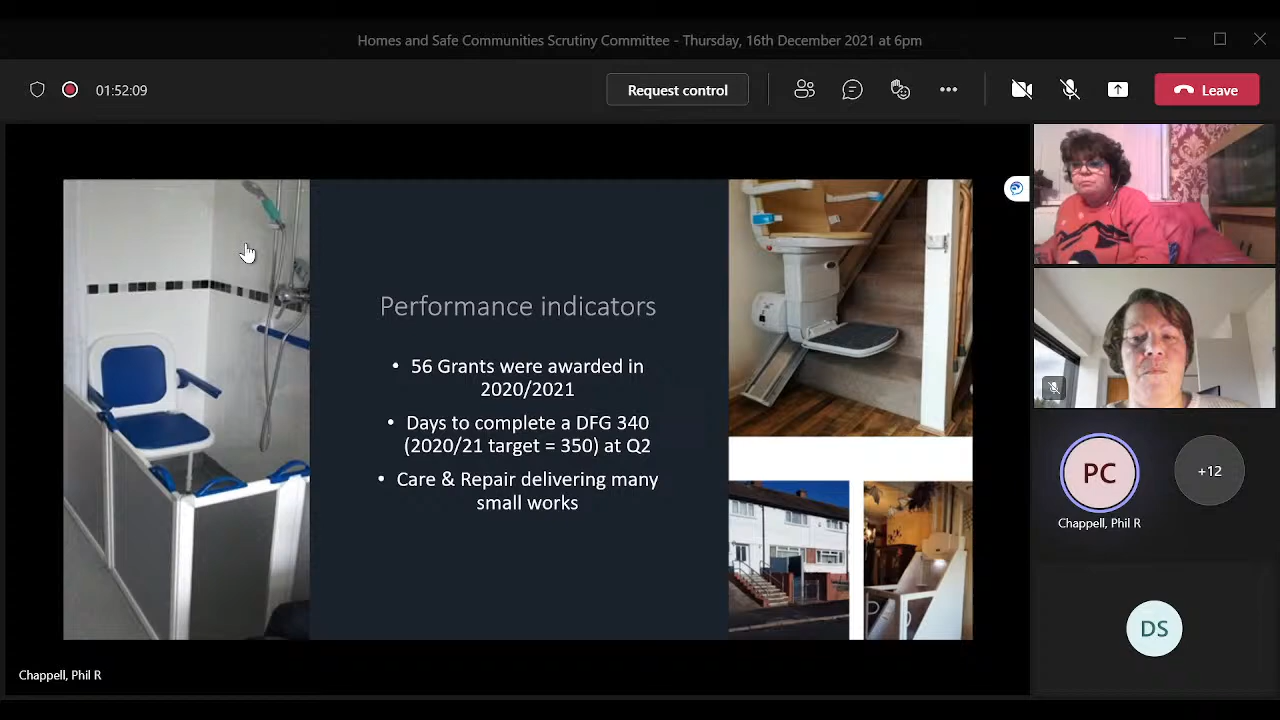 Homes and Safe Communities Scrutiny Committee - Thursday, 16th December 2021 at 6pm
01:52:09
Request control
Leave
Performance indicators
• 56 Grants were awarded in
2020/2021
• Days to complete a DFG 340
(2020/21 target = 350) at Q2
• Care & Repair delivering many
small works
PC
+12
Chappell, Phil R
DS
Chappell, Phil R